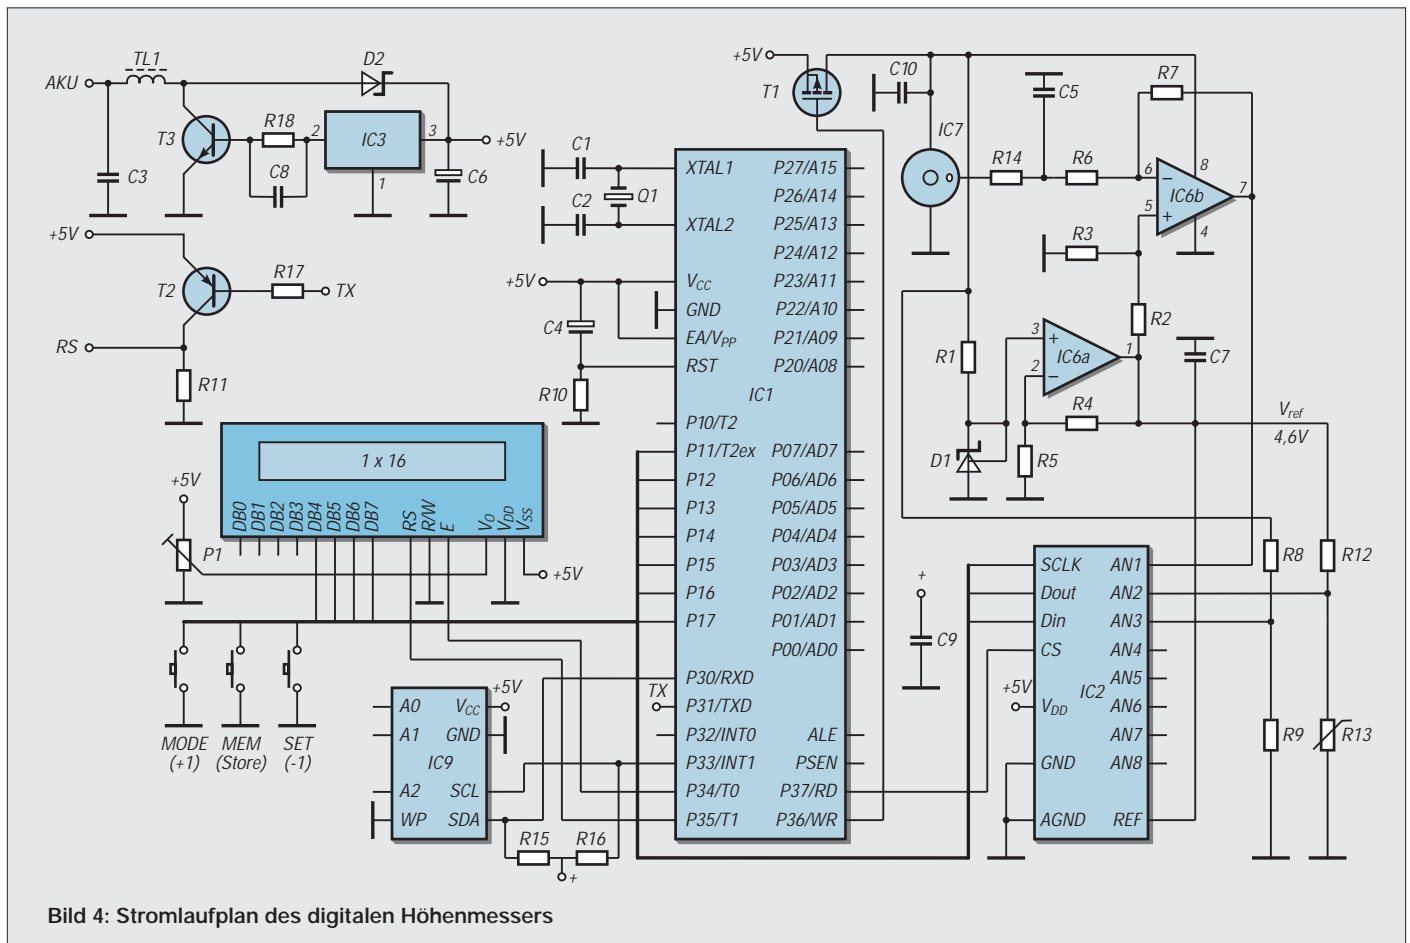 AKU
TL1
D2
T3
R18
2
IC3
3
+5V
C8
1
C3
C6
+5V
T2
R17
TX
RS
R11
1 x 16
+5V
P1
DB0
DB1
DB2
DB3
DB4
DB5
DB6
DB7
RS
R/W
E
VO
VDD
VSS
+5V
MODE
(+1)
MEM
(Store)
SET
(-1)
A0
A1
A2
WP
IC9
VCC
GND
SCL
SDA
+5V
R15
R16
+
C1
C2
Q1
+5V
C4
R10
TX
XTAL1
XTAL2
VCC
GND
EA/VPP
RST
IC1
P10/T2
P11/T2ex
P12
P13
P14
P15
P16
P17
P30/RXD
P31/TXD
P32/INT0
P33/INT1
P34/T0
P35/T1
P27/A15
P26/A14
P25/A13
P24/A12
P23/A11
P22/A10
P21/A09
P20/A08
P07/AD7
P06/AD6
P05/AD5
P04/AD4
P03/AD3
P02/AD2
P01/AD1
P00/AD0
ALE
PSEN
P37/RD
P36/WR
+5V
T1
C10
IC7
R14
C5
R6
R7
6
5
IC6b
8
7
4
R3
R2
R1
3
2
IC6a
1
C7
R4
D1
R5
Vref
4,6V
+
C9
+5V
SCLK
Dout
Din
CS
VDD
GND
AGND
IC2
AN1
AN2
AN3
AN4
AN5
AN6
AN7
AN8
REF
R8
R12
R9
R13
Bild 4: Stromlaufplan des digitalen Höhenmessers